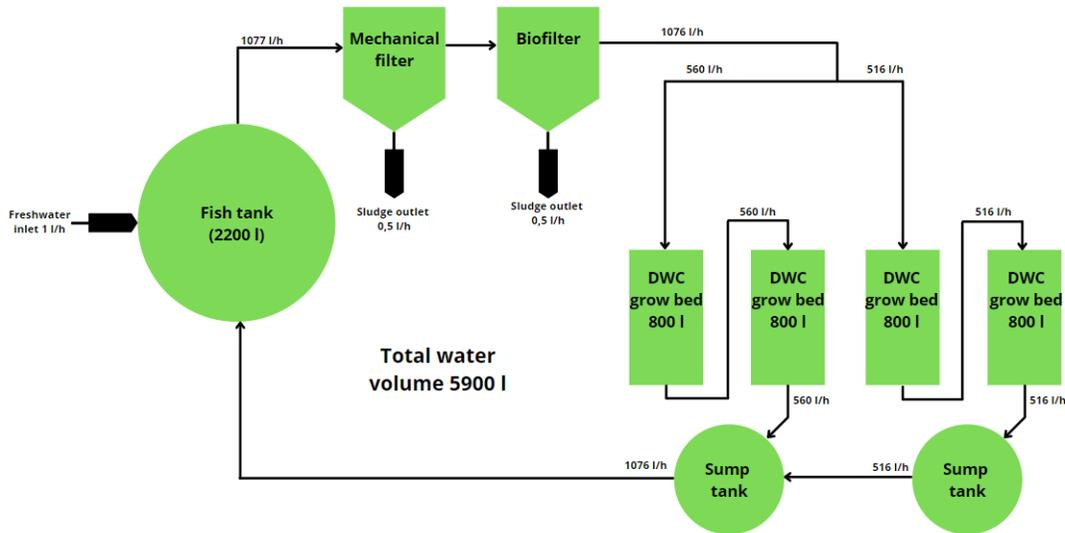 1077 l/h
Mechanical
filter
Biofilter
1076 l/h
560 l/h
516 l/h
Freshwater
inlet 1 l/h
Fish tank
(2200 l)
Sludge outlet
0,5 l/h
Sludge outlet
0,5 l/h
560 l/h
516 l/h
DWC
grow bed
800 l
DWC
grow bed
800 l
DWC
grow bed
800 l
DWC
grow bed
800 l
Total water
volume 5900 l
560 l/h
516 l/h
1076 l/h
Sump
tank
516 l/h
Sump
tank